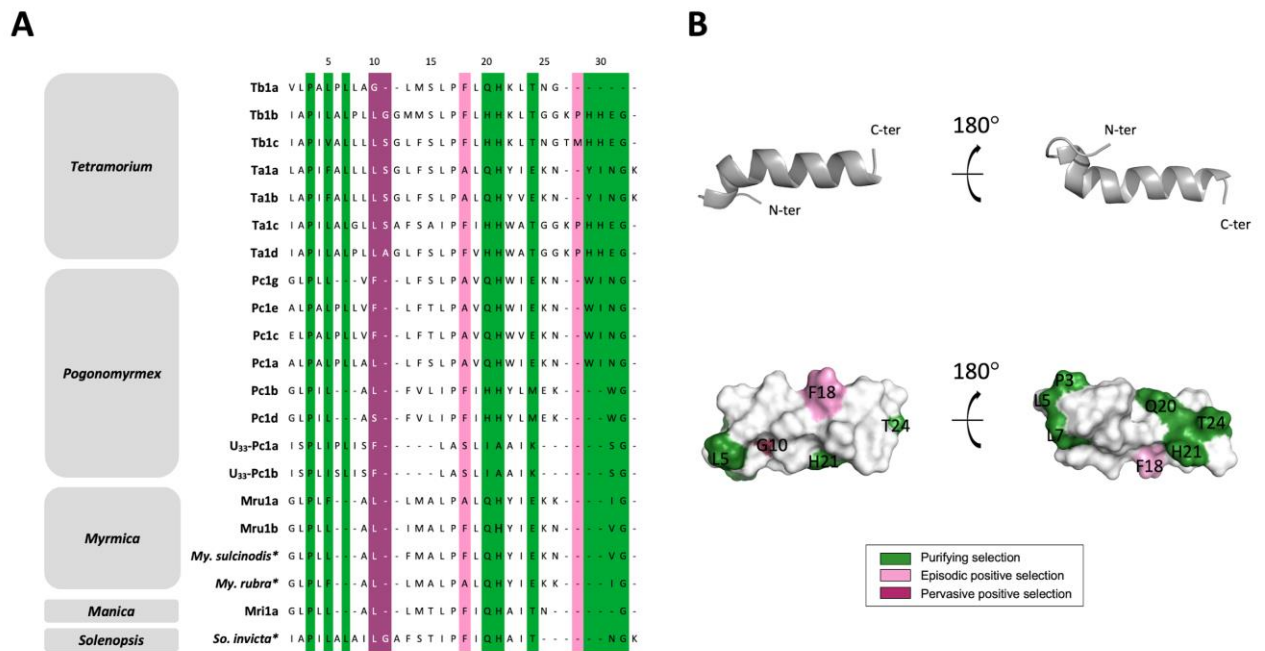 A
B
5 10 15 20 25 30
Tetramorium
Tb1a V L P A L P L L A G - - L M S L P F L Q H K L T N G - - - - - - -
Tb1b I A P I L A L P L L G G M M S L P F L H H K L T G G K P H H E G -
Tb1c I A P I V A L L L L S G L F S L P F L H H K L T N G T M H H E G -
Ta1a L A P I F A L L L L S G L F S L P A L Q H Y I E K N - - Y I N G K
Ta1b L A P I F A L L L L S G L F S L P A L Q H Y V E K N - - Y I N G K
Ta1c I A P I L A L G L L S A F S A I P F I H H W A T G G K P H H E G -
Ta1d I A P I L A L P L L A G L F S L P F V H H W A T G G K P H H E G -
Pogonomyrmex
Pc1g G L P L L - - - V F - - L F S L P A V Q H W I E K N - - W I N G -
Pc1e A L P A L P L L V F - - L F T L P A V Q H W I E K N - - W I N G -
Pc1c E L P A L P L L V F - - L F T L P A V Q H W V E K N - - W I N G -
Pc1a A L P A L P L L A L - - L F S L P A V Q H W I E K N - - W I N G -
Pc1b G L P I L - - - A L - - F V L I P F I H H Y L M E K - - - - W G -
Pc1d G L P I L - - - A S - - F V L I P F I H H Y L M E K - - - - W G -
U33-Pc1a I S P L I P L I S F - - - - L A S L I A A I K - - - - - - - S G -
U33-Pc1b I S P L I S L I S F - - - - L A S L I A A I K - - - - - - - S G -
Myrmica
Mru1a G L P L F - - - A L - - L M A L P A L Q H Y I E K K - - - - I G -
Mru1b G L P L L - - - A L - - I M A L P F L Q H Y I E K N - - - - V G -
My. sulcinodis* G L P L L - - - A L - - F M A L P F L Q H Y I E K N - - - - V G -
My. rubra* G L P L F - - - A L - - L M A L P A L Q H Y I E K K - - - - I G -
Manica
Mri1a G L P L L - - - A L - - L M T L P F I Q H A I T N - - - - - - G -
Solenopsis
So. invicta* I A P I L A L A I L G A F S T I P F I Q H A I T - - - - - - N G K
C-ter
N-ter
180°
N-ter
C-ter
L5
G10
F18
H21
T24
180°
P3
L5
L7
Q20
T24
H21
F18
Purifying selection
Episodic positive selection
Pervasive positive selection